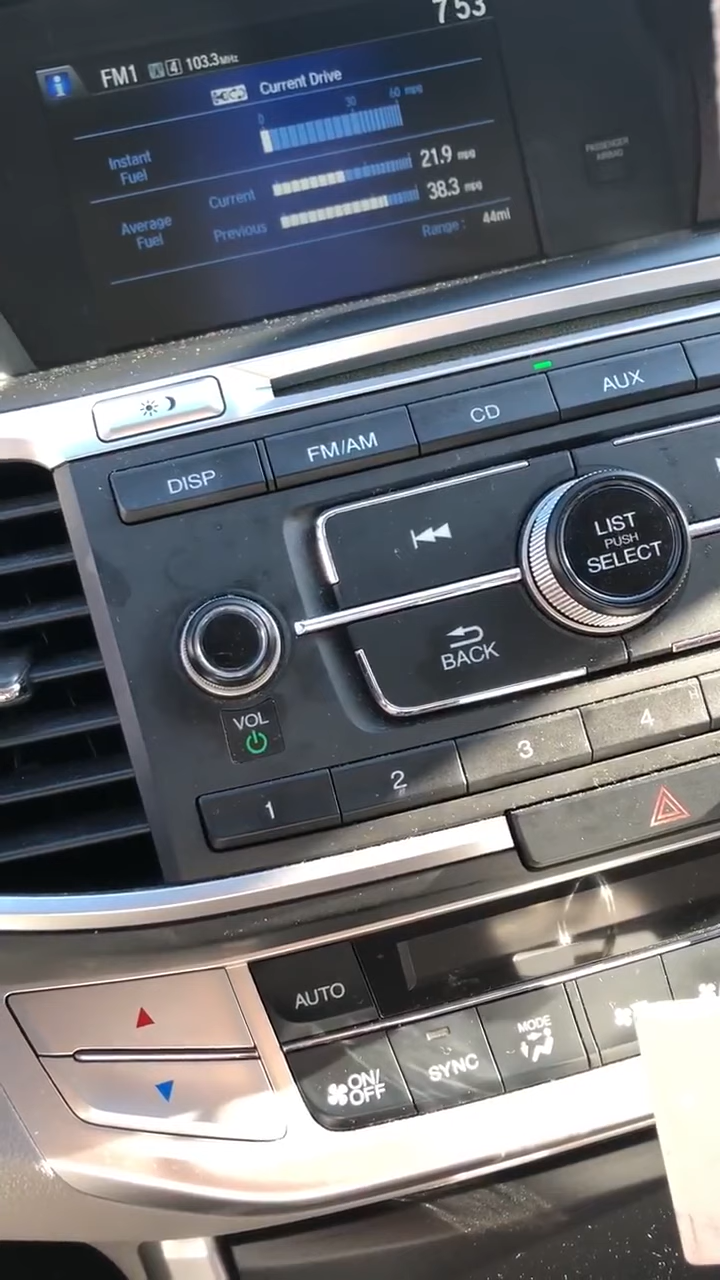 753
FM1 4 103.3MHz
Current Drive
0 30 60 mpg
Instant Fuel
Average Fuel
Current 21.9 mpg
Previous 38.3 mpg
Range: 44mi
PASSENGER AIRBAG
DISP
FM/AM
CD
AUX
LIST
PUSH
SELECT
BACK
VOL
1
2
3
4
AUTO
ON/OFF
SYNC
MODE